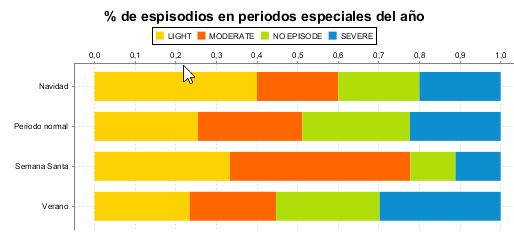 % de espisodios en periodos especiales del año
LIGHT MODERATE NO EPISODE SEVERE
0,0 0,1 0,2 0,3 0,4 0,5 0,6 0,7 0,8 0,9 1,0
Navidad
Periodo normal
Semana Santa
Verano